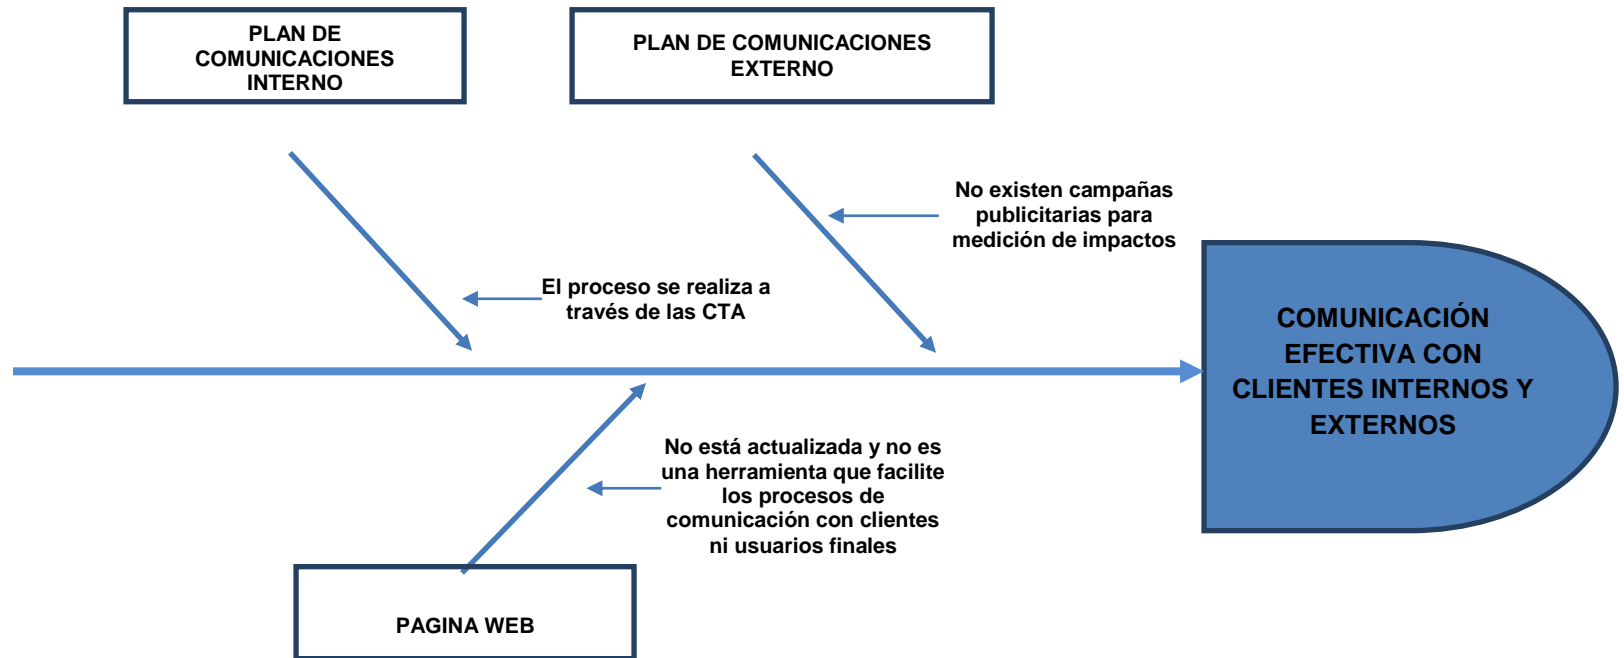 PLAN DE
COMUNICACIONES
INTERNO
PLAN DE COMUNICACIONES
EXTERNO
No existen campañas
publicitarias para
medición de impactos
El proceso se realiza a
través de las CTA
COMUNICACIÓN
EFECTIVA CON
CLIENTES INTERNOS Y
EXTERNOS
No está actualizada y no es
una herramienta que facilite
los procesos de
comunicación con clientes
ni usuarios finales
PAGINA WEB